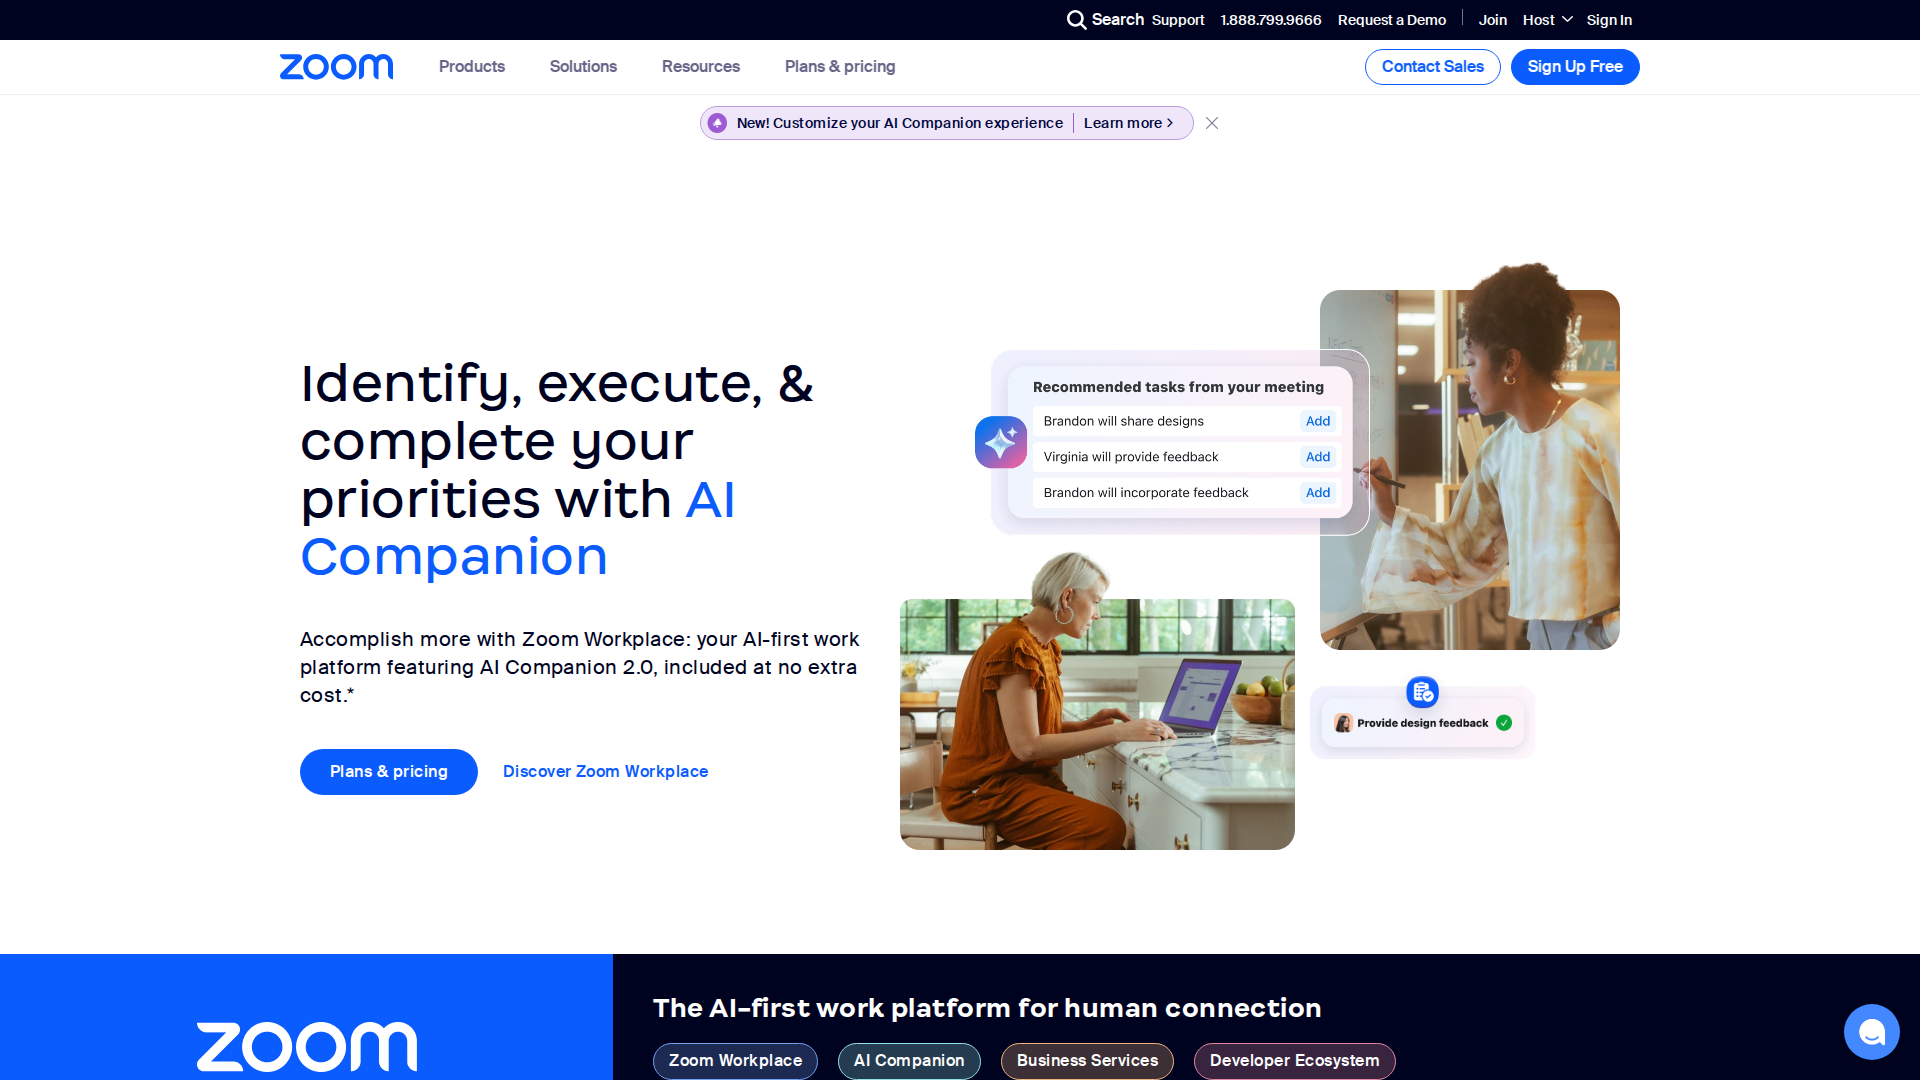 Search Support 1.888.799.9666 Request a Demo Join Host Sign In
zoom Products Solutions Resources Plans & pricing Contact Sales Sign Up Free
New! Customize your AI Companion experience Learn more
Identify, execute, &
complete your
priorities with AI
Companion
Accomplish more with Zoom Workplace: your AI-first work
platform featuring AI Companion 2.0, included at no extra
cost.*
Plans & pricing Discover Zoom Workplace
Recommended tasks from your meeting
Brandon will share designs Add
Virginia will provide feedback Add
Brandon will incorporate feedback Add
Provide design feedback
zoom
The AI-first work platform for human connection
Zoom Workplace AI Companion Business Services Developer Ecosystem